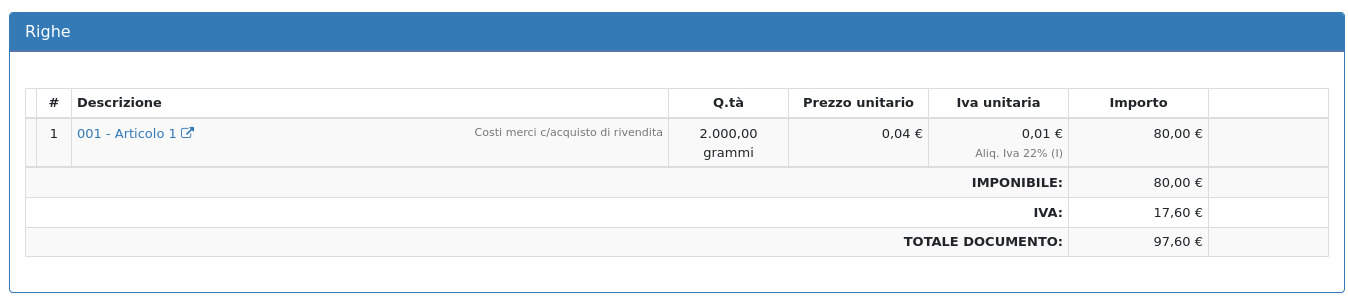 Righe
# Descrizione Q.tà Prezzo unitario Iva unitaria Importo
1 001 - Articolo 1 Costi merci c/acquisto di rivendita 2.000,00 0,04 € 0,01 € 80,00 €
grammi Aliq. Iva 22% (I)
IMPONIBILE: 80,00 €
IVA: 17,60 €
TOTALE DOCUMENTO: 97,60 €